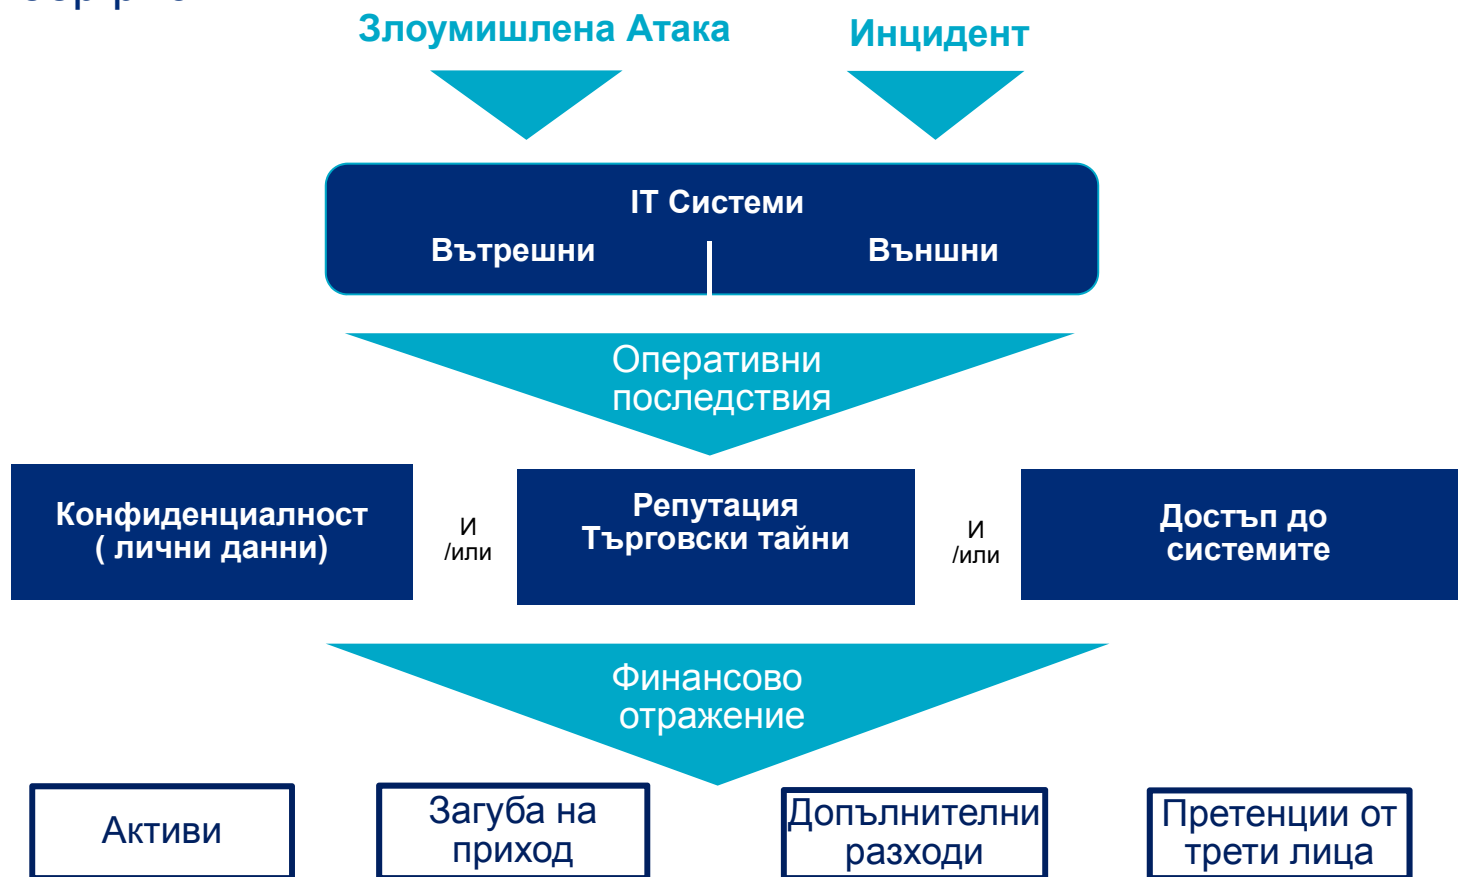 Злоумишлена Атака
Инцидент
IT Системи
Вътрешни
Външни
Оперативни
последствия
Конфиденциалност
( лични данни)
И
/или
Репутация
Търговски тайни
И
/или
Достъп до
системите
Финансово
отражение
Активи
Загуба на
приход
Допълнителни
разходи
Претенции от
трети лица